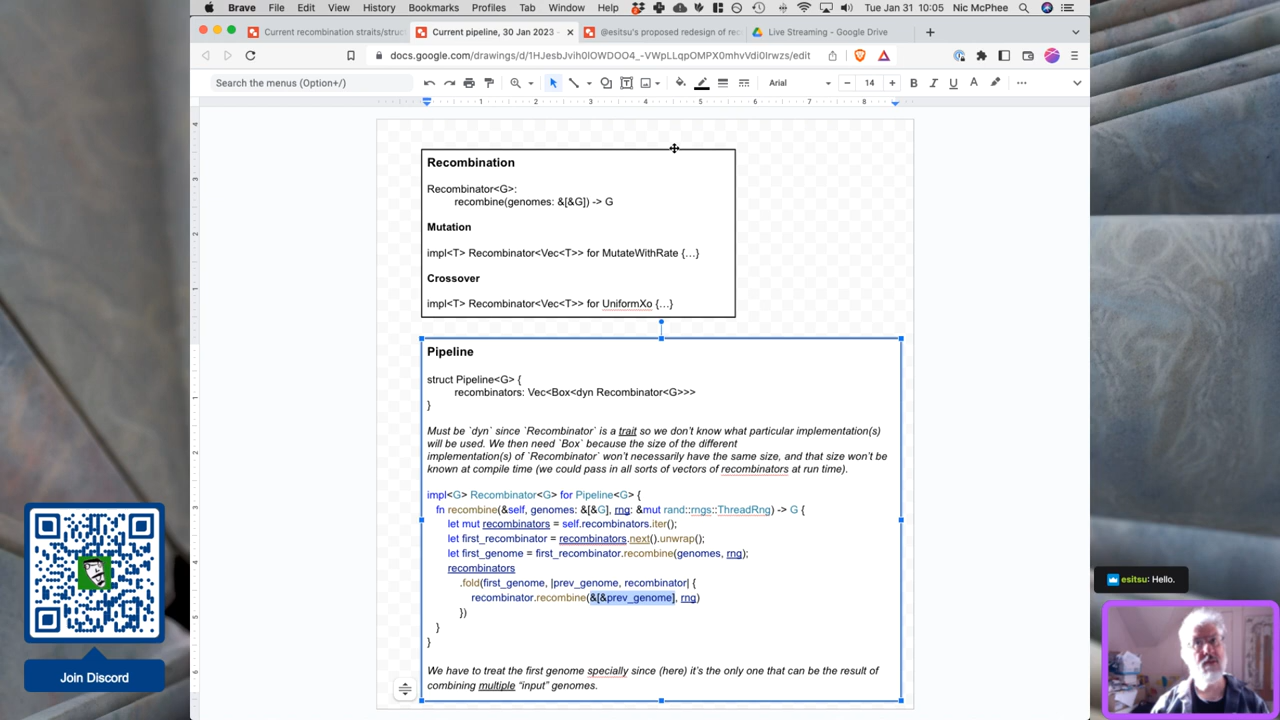 Brave File Edit View History Bookmarks Profiles Tab Window Help Tue Jan 31 10:05 Nic McPhee
Current recombination straits/struc
Current pipeline, 30 Jan 2023 -
@esitsu's proposed redesign of rec
Live Streaming - Google Drive
docs.google.com/drawings/d/1HJesbJvih0IOWDOO4_-VWpLLqpOMPX0mhvVdi0Irwzs/edit
Search the menus (Option+/)
Arial
14
B I U A
1 2 3 4 5 6 7 8
Recombination
Recombinator<G>:
recombine(genomes: &[&G]) -> G
Mutation
impl<T> Recombinator<Vec<T>> for MutateWithRate {…}
Crossover
impl<T> Recombinator<Vec<T>> for UniformXo {…}
Pipeline
struct Pipeline<G> {
recombinators: Vec<Box<dyn Recombinator<G>>>
}
Must be `dyn` since `Recombinator` is a trait so we don't know what particular implementation(s)
will be used. We then need `Box` because the size of the different
implementation(s) of `Recombinator` won't necessarily have the same size, and that size won't be
known at compile time (we could pass in all sorts of vectors of recombinators at run time).
impl<G> Recombinator<G> for Pipeline<G> {
fn recombine(&self, genomes: &[&G], rng: &mut rand::rngs::ThreadRng) -> G {
let mut recombinators = self.recombinators.iter();
let first_recombinator = recombinators.next().unwrap();
let first_genome = first_recombinator.recombine(genomes, rng);
recombinators
.fold(first_genome, |prev_genome, recombinator| {
recombinator.recombine(&[&prev_genome], rng)
})
}
}
We have to treat the first genome specially since (here) it's the only one that can be the result of
combining multiple "input" genomes.
Join Discord
esitsu: Hello.